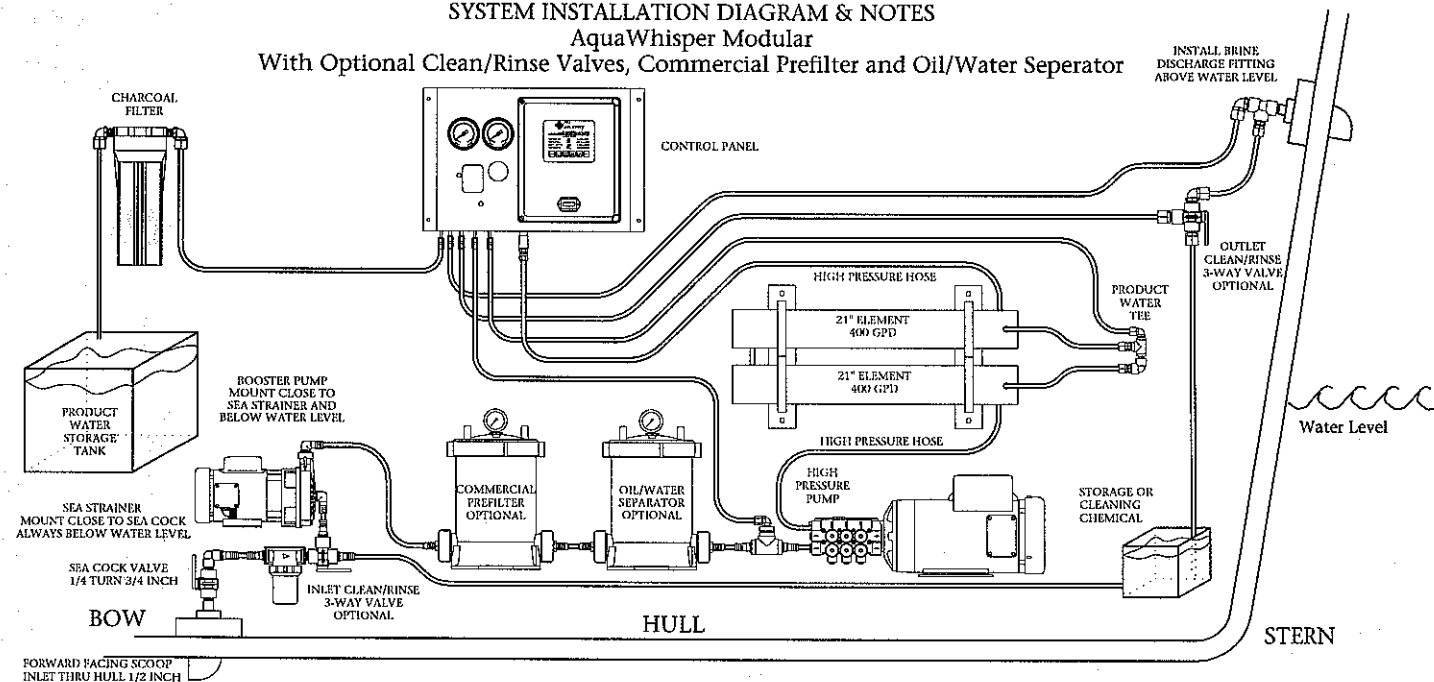 SYSTEM INSTALLATION DIAGRAM & NOTES
AquaWhisper Modular
With Optional Clean/Rinse Valves, Commercial Prefilter and Oil/Water Seperator
INSTALL BRINE
DISCHARGE FITTING
ABOVE WATER LEVEL
CHARCOAL
FILTER
CONTROL PANEL
OUTLET
CLEAN/RINSE
3-WAY VALVE
OPTIONAL
HIGH PRESSURE HOSE
PRODUCT
WATER
TEE
21" ELEMENT
400 GPD
21" ELEMENT
400 GPD
BOOSTER PUMP
MOUNT CLOSE TO
SEA STRAINER AND
BELOW WATER LEVEL
PRODUCT
WATER
STORAGE
TANK
Water Level
HIGH PRESSURE HOSE
HIGH
PRESSURE
PUMP
COMMERCIAL
PREFILTER
OPTIONAL
OIL/WATER
SEPARATOR
OPTIONAL
STORAGE OR
CLEANING
CHEMICAL
SEA STRAINER
MOUNT CLOSE TO SEA COCK
ALWAYS BELOW WATER LEVEL
SEA COCK VALVE
1/4 TURN 3/4 INCH
INLET CLEAN/RINSE
3-WAY VALVE
OPTIONAL
BOW
HULL
STERN
FORWARD FACING SCOOP
INLET THRU HULL 1/2 INCH